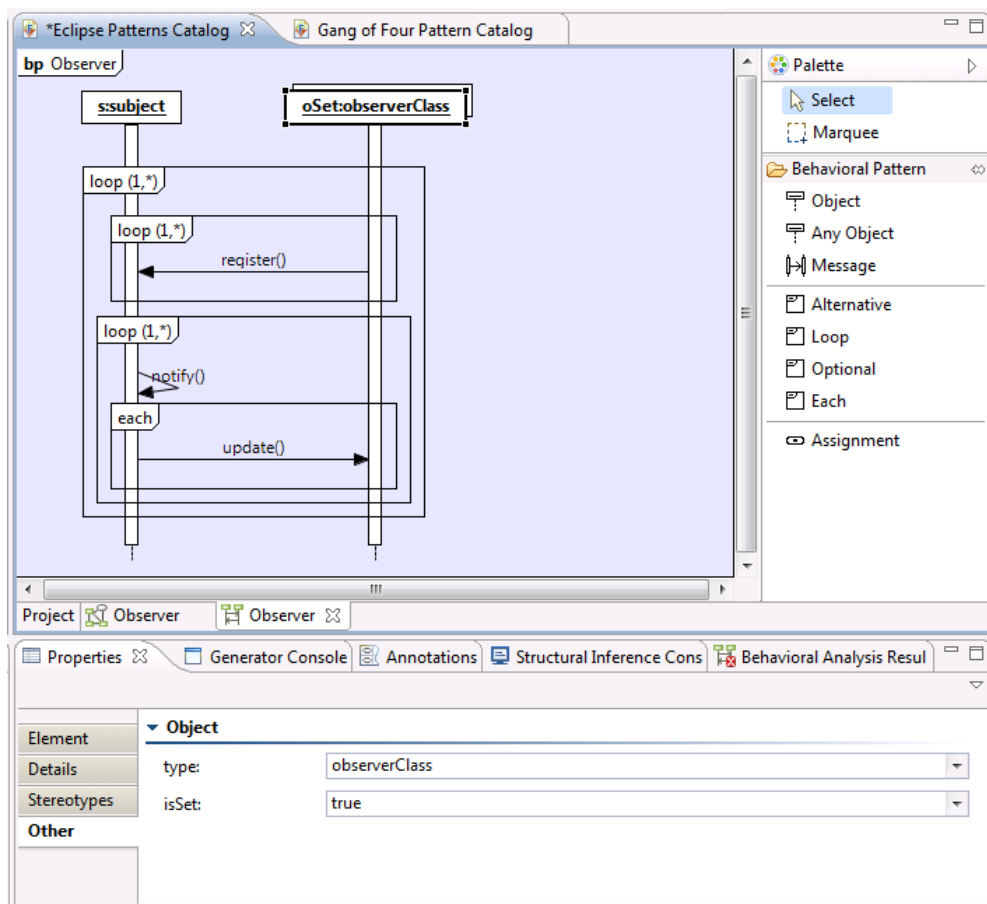 *Eclipse Patterns Catalog
Gang of Four Pattern Catalog
bp Observer
s:subject
oSet:observerClass
loop (1,*)
loop (1,*)
register()
loop (1,*)
notify()
each
update()
Palette
Select
Marquee
Behavioral Pattern
Object
Any Object
Message
Alternative
Loop
Optional
Each
Assignment
Project
Observer
Observer
Properties
Generator Console
Annotations
Structural Inference Cons
Behavioral Analysis Resul
Element
Details
Stereotypes
Other
Object
type:
observerClass
isSet:
true